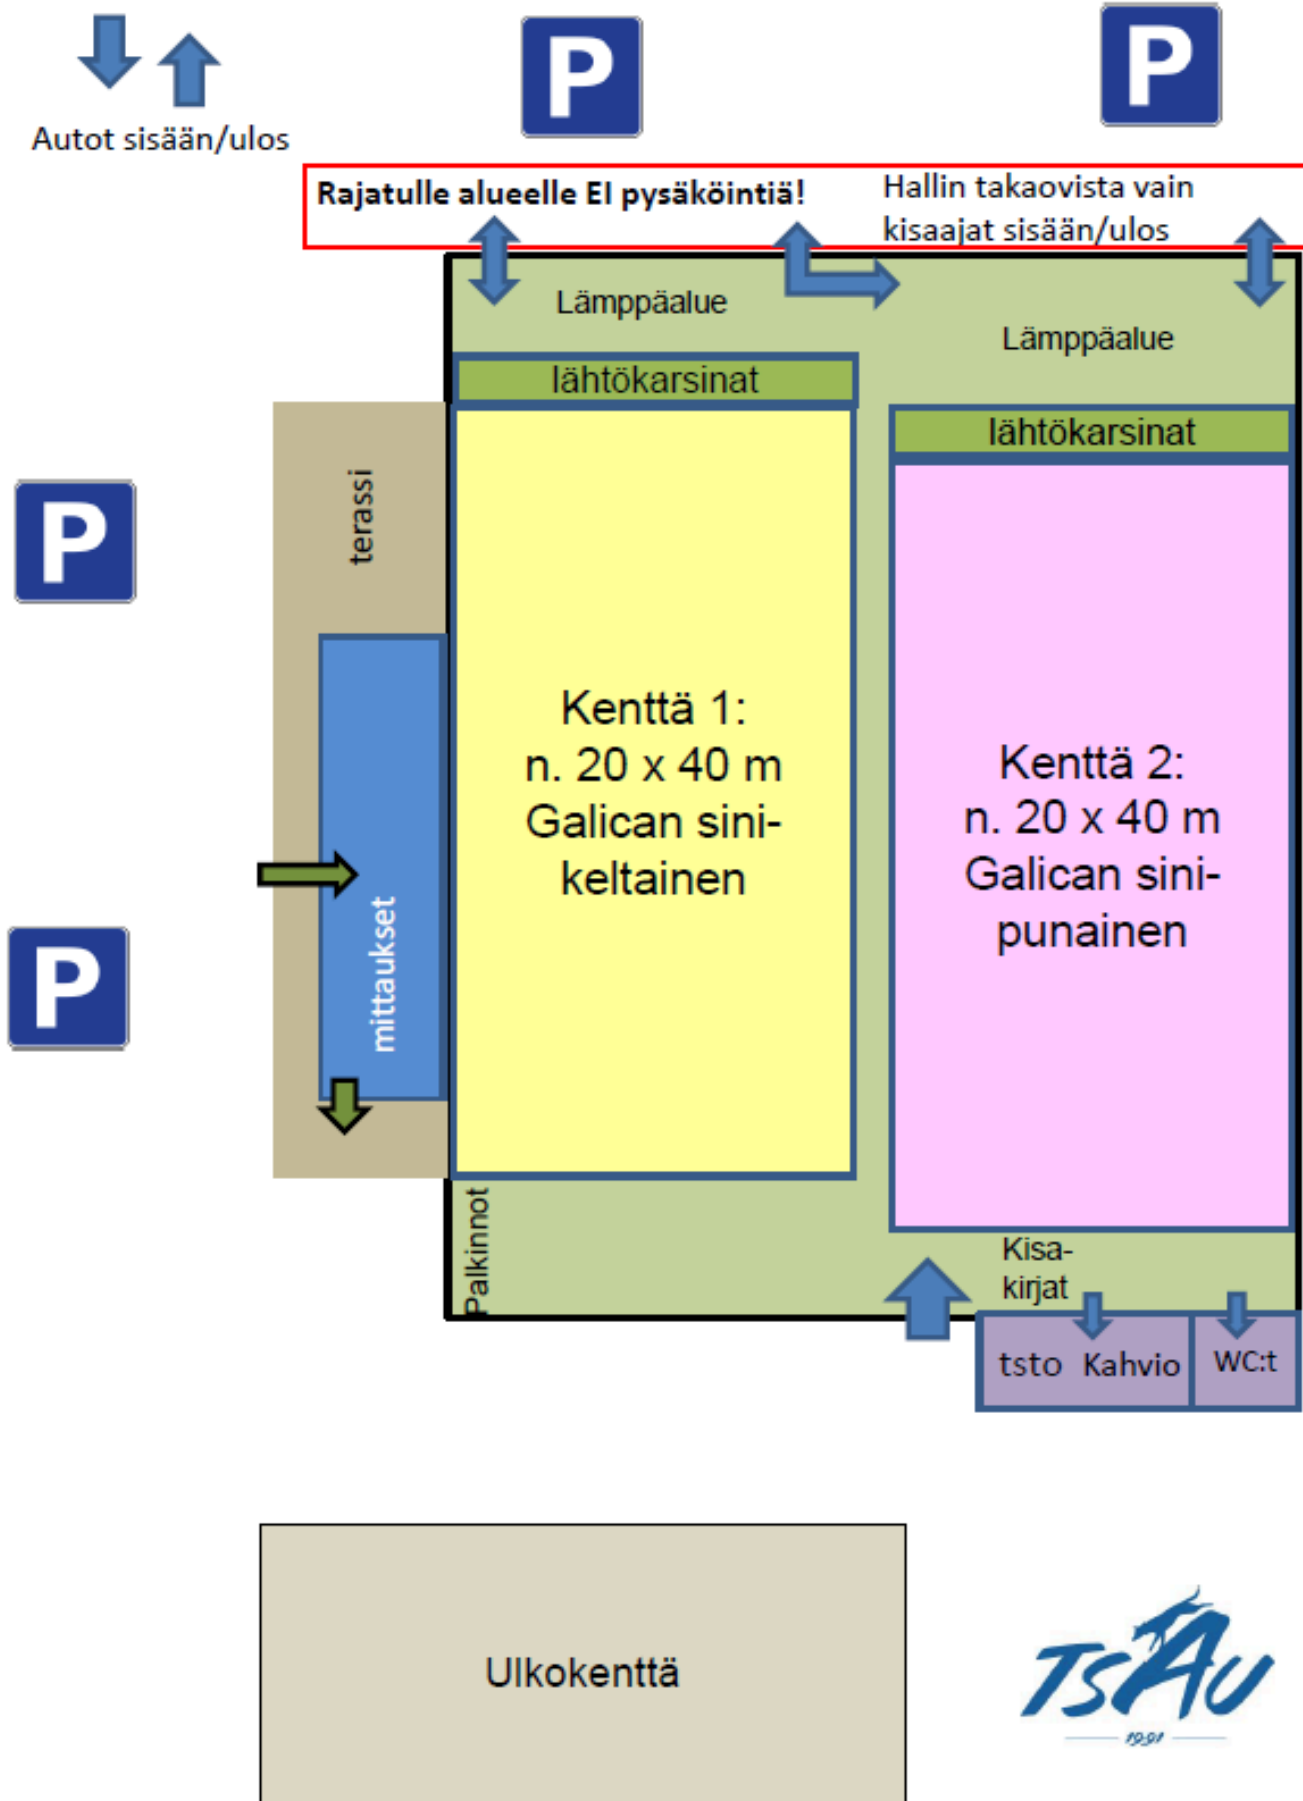 P
P
Autot sisään/ulos
Rajatulle alueelle EI pysäköintiä!
Hallin takaovista vain
kisaajat sisään/ulos
Lämppäalue
Lämppäalue
lähtökarsinat
lähtökarsinat
terassi
P
Kenttä 1:
n. 20 x 40 m
Galican sini-
keltainen
Kenttä 2:
n. 20 x 40 m
Galican sini-
punainen
mittaukset
P
Palkinnot
Kisa-
kirjat
tsto Kahvio
WC:t
Ulkokenttä
TSAU
1991